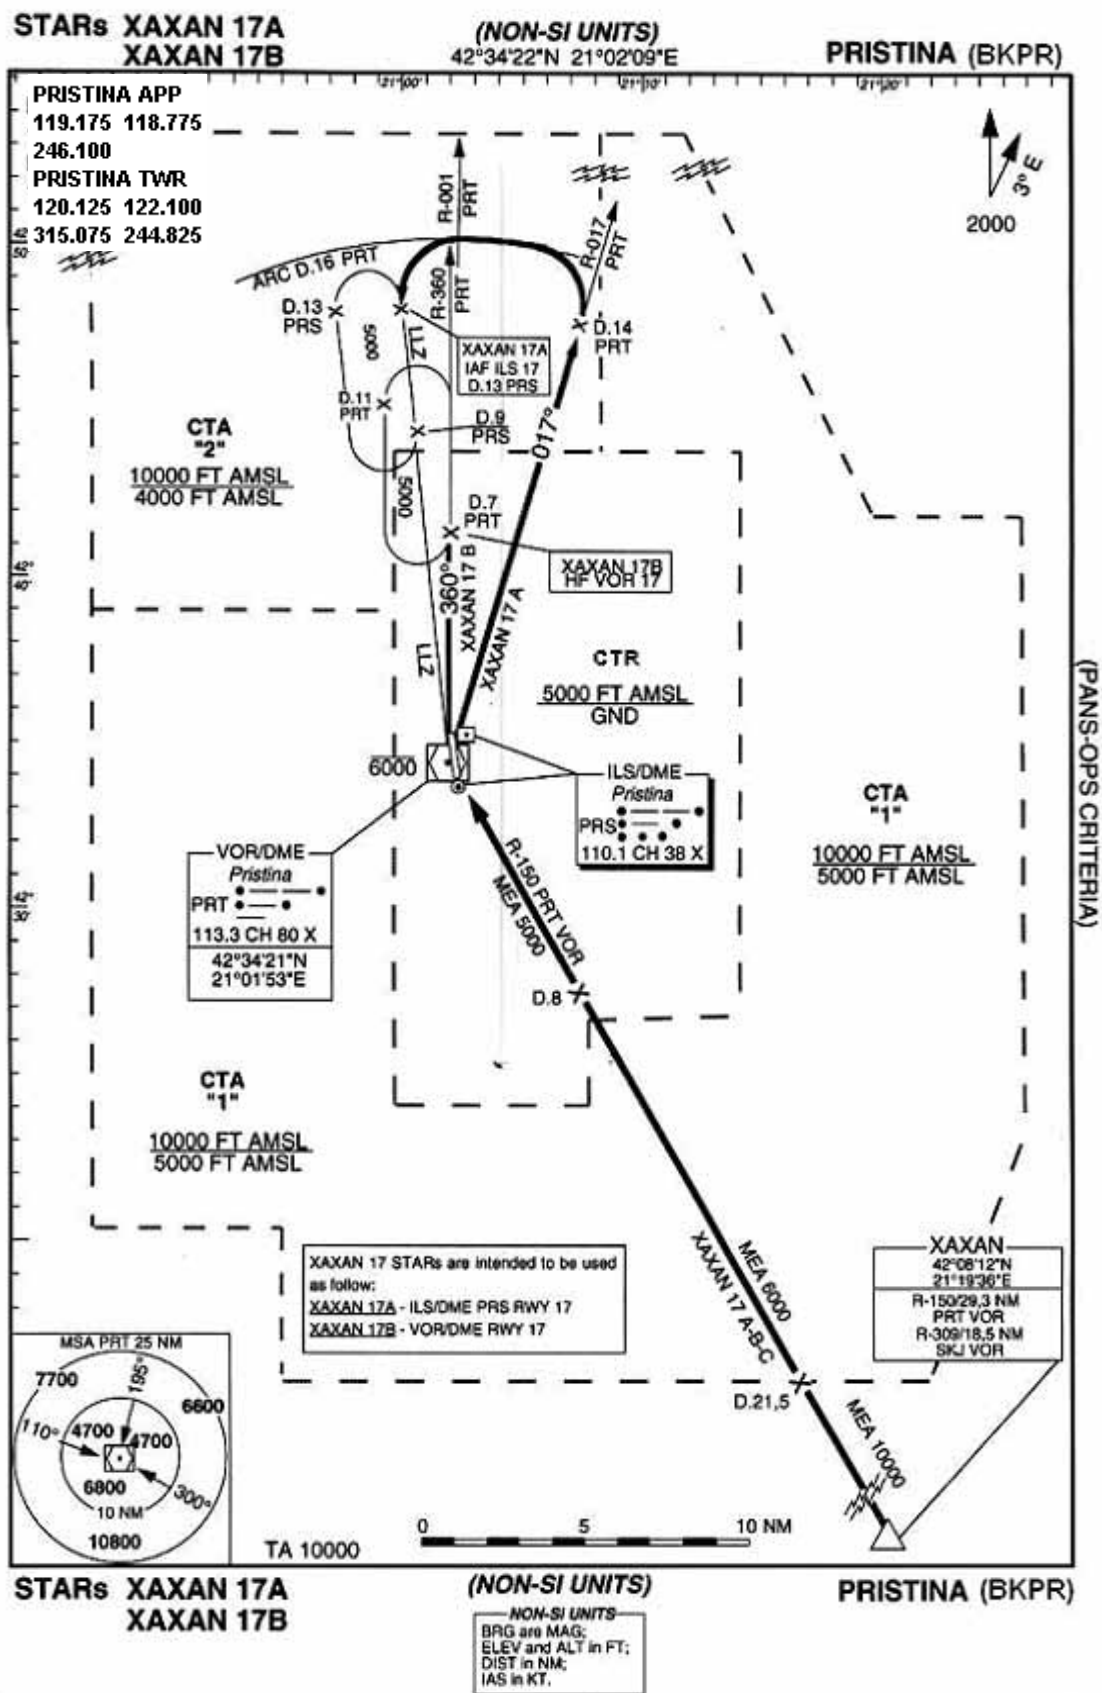 STARs XAXAN 17A
XAXAN 17B
(NON-SI UNITS)
42°34'22"N 21°02'09"E
PRISTINA (BKPR)
PRISTINA APP
119.175 118.775
246.100
PRISTINA TWR
120.125 122.100
315.075 244.825
21°00'
21°10'
21°20'
3° E
2000
R-001
PRT
R-017
PRT
ARC D.16 PRT
R-360
PRT
D.13
PRS
5000
LLZ
D.14
PRT
XAXAN 17A
IAF ILS 17
D.13 PRS
D.11
PRT
D.9
PRS
017°
CTA
"2"
10000 FT AMSL
4000 FT AMSL
5000
D.7
PRT
XAXAN 17B
HF VOR 17
360°
XAXAN 17 B
XAXAN 17 A
LLZ
CTR
5000 FT AMSL
GND
(PANS-OPS CRITERIA)
6000
ILS/DME
Pristina
PRS
110.1 CH 38 X
CTA
"1"
10000 FT AMSL
5000 FT AMSL
VOR/DME
Pristina
PRT
113.3 CH 80 X
42°34'21"N
21°01'53"E
R-150 PRT VOR
MEA 5000
D.8
CTA
"1"
10000 FT AMSL
5000 FT AMSL
MEA 6000
XAXAN 17 A-B-C
XAXAN
42°08'12"N
21°19'36"E
R-150/29,3 NM
PRT VOR
R-309/18,5 NM
SKJ VOR
XAXAN 17 STARs are intended to be used
as follow:
XAXAN 17A - ILS/DME PRS RWY 17
XAXAN 17B - VOR/DME RWY 17
D.21,5
MEA 10000
MSA PRT 25 NM
7700
195°
6600
110°
4700
4700
6800
300°
10 NM
10800
TA 10000
0 5 10 NM
STARs XAXAN 17A
XAXAN 17B
(NON-SI UNITS)
PRISTINA (BKPR)
NON-SI UNITS
BRG are MAG;
ELEV and ALT in FT;
DIST in NM;
IAS in KT.